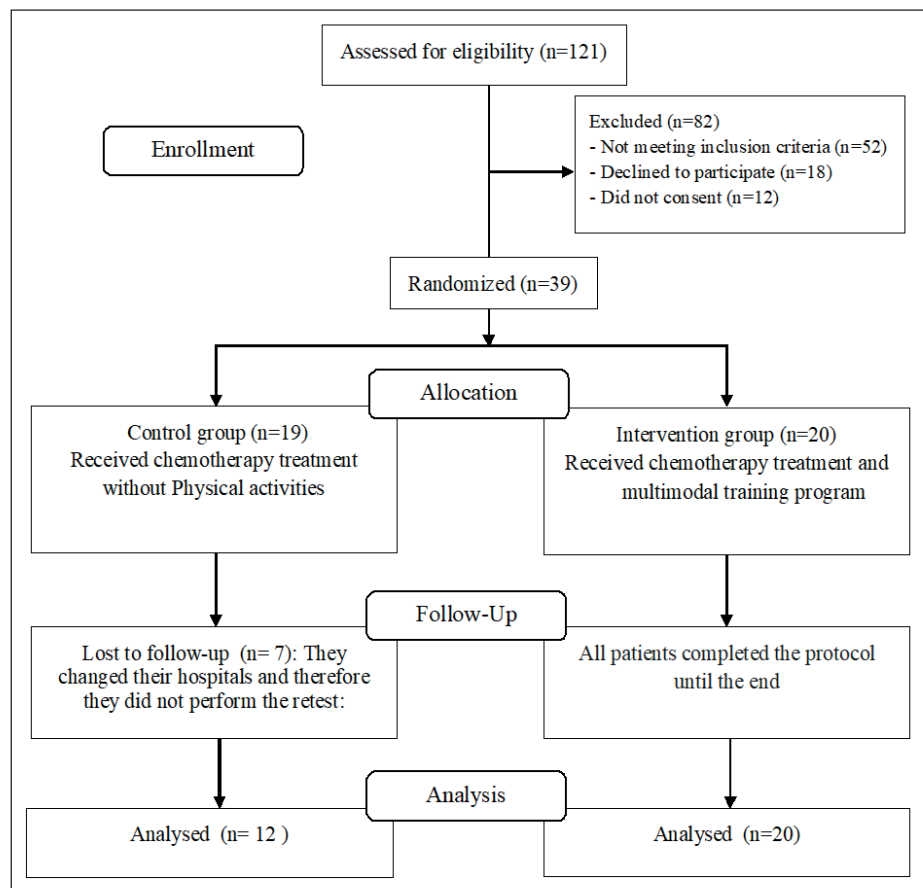 Assessed for eligibility (n=121)
Enrollment
Excluded (n=82)
- Not meeting inclusion criteria (n=52)
- Declined to participate (n=18)
- Did not consent (n=12)
Randomized (n=39)
Allocation
Control group (n=19)
Received chemotherapy treatment
without Physical activities
Intervention group (n=20)
Received chemotherapy treatment and
multimodal training program
Follow-Up
Lost to follow-up (n= 7): They
changed their hospitals and therefore
they did not perform the retest:
All patients completed the protocol
until the end
Analysis
Analysed (n= 12 )
Analysed (n=20)